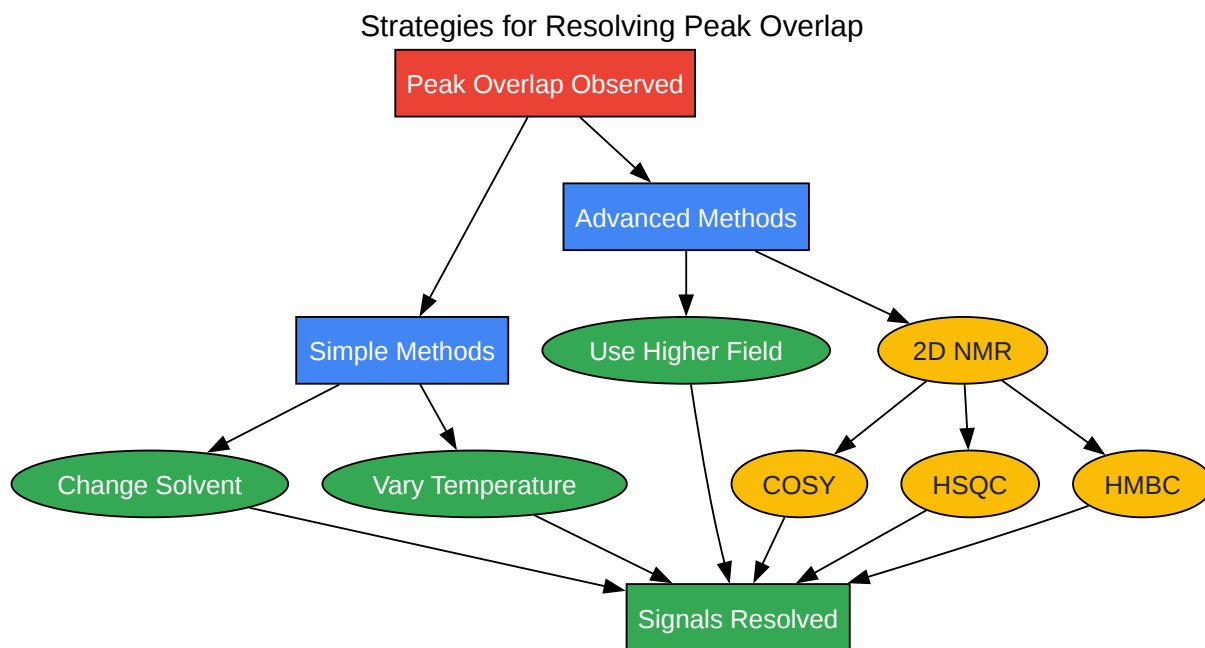 Strategies for Resolving Peak Overlap
Peak Overlap Observed
Advanced Methods
Simple Methods
Use Higher Field
2D NMR
Change Solvent
Vary Temperature
COSY
HSQC
HMBC
Signals Resolved